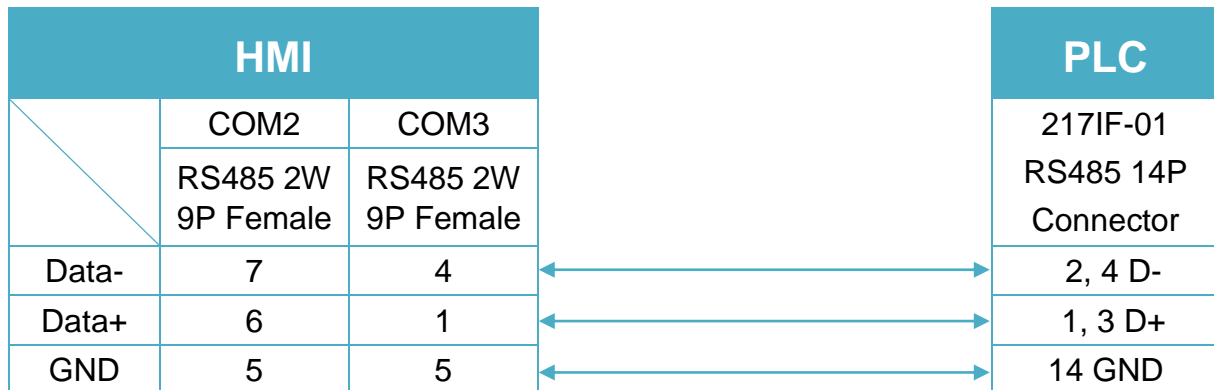 HMI PLC
COM2 COM3 217IF-01
RS485 2W RS485 2W RS485 14P
9P Female 9P Female Connector
Data- 7 4 2, 4 D-
Data+ 6 1 1, 3 D+
GND 5 5 14 GND